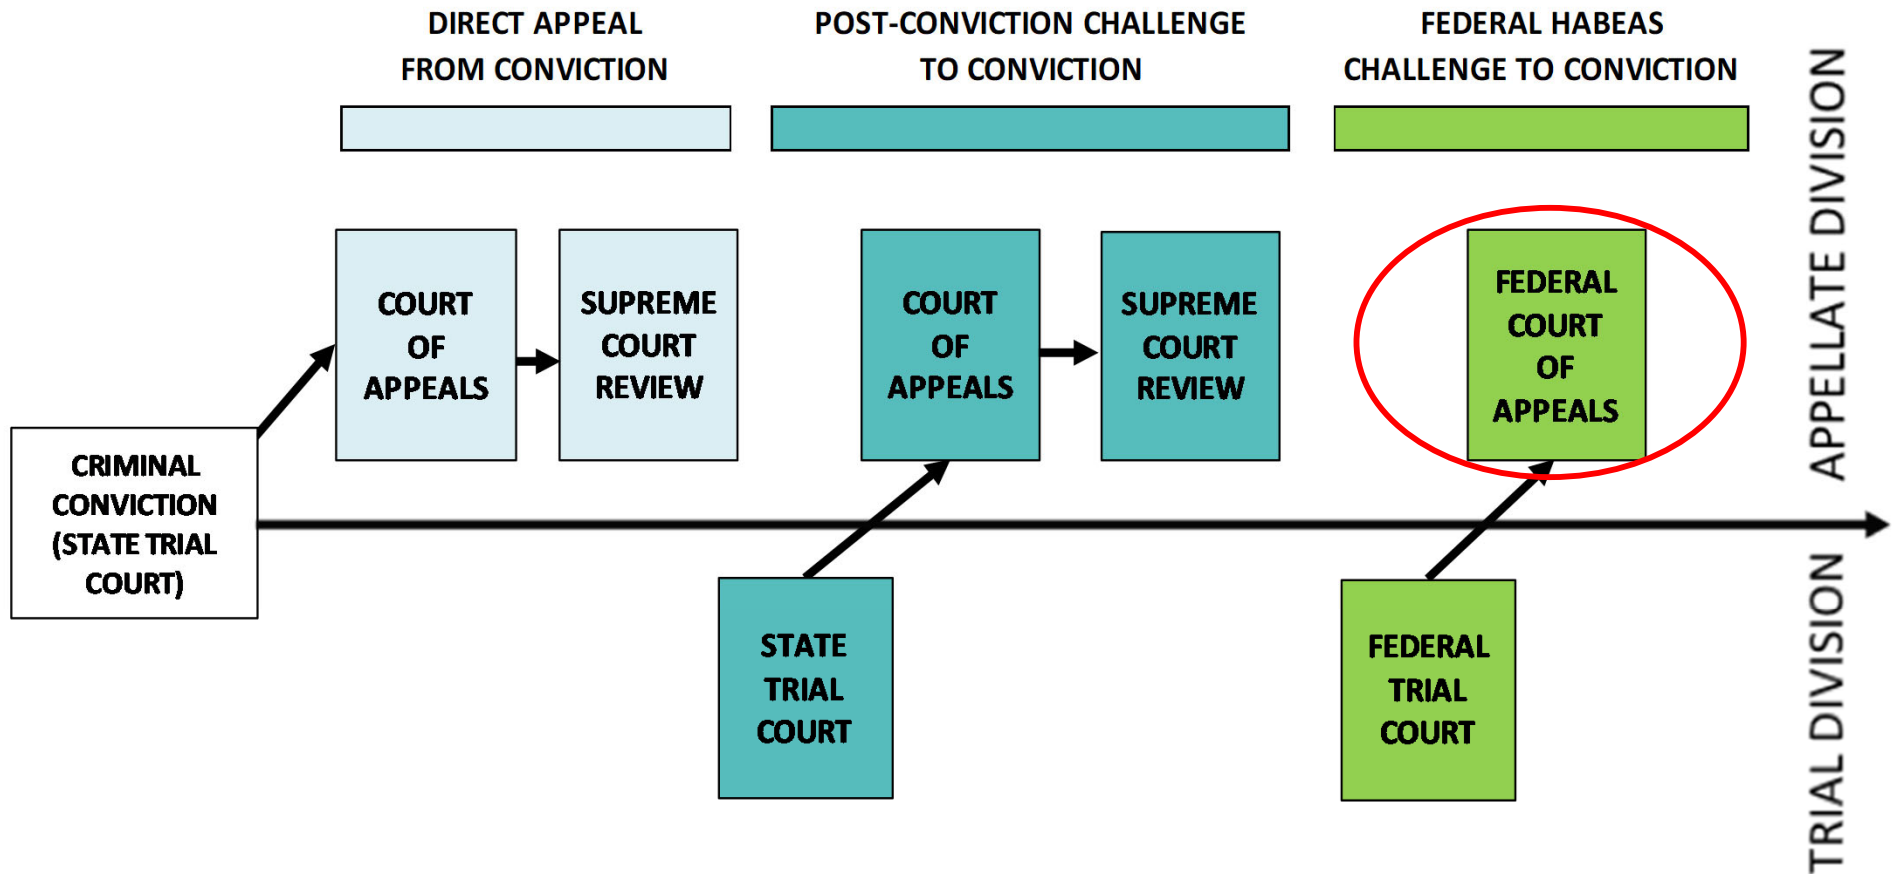 DIRECT APPEAL
FROM CONVICTION
POST-CONVICTION CHALLENGE
TO CONVICTION
FEDERAL HABEAS
CHALLENGE TO CONVICTION
CRIMINAL
CONVICTION
(STATE TRIAL
COURT)
COURT
OF
APPEALS
SUPREME
COURT
REVIEW
STATE
TRIAL
COURT
COURT
OF
APPEALS
SUPREME
COURT
REVIEW
FEDERAL
TRIAL
COURT
FEDERAL
COURT
OF
APPEALS
APPELLATE DIVISION
TRIAL DIVISION